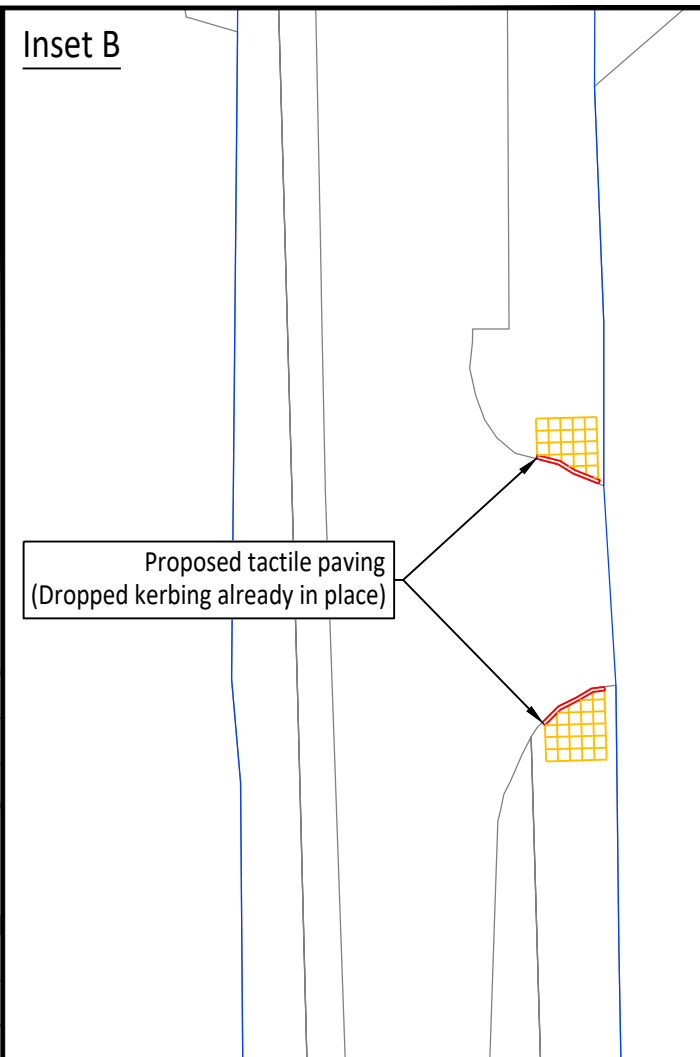 Inset B
Proposed tactile paving
(Dropped kerbing already in place)